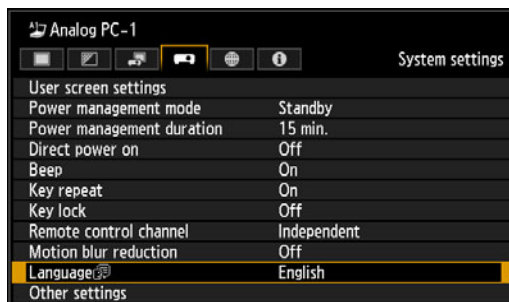 Analog PC-1
System settings
User screen settings
Power management mode Standby
Power management duration 15 min.
Direct power on Off
Beep On
Key repeat On
Key lock Off
Remote control channel Independent
Motion blur reduction Off
Language English
Other settings